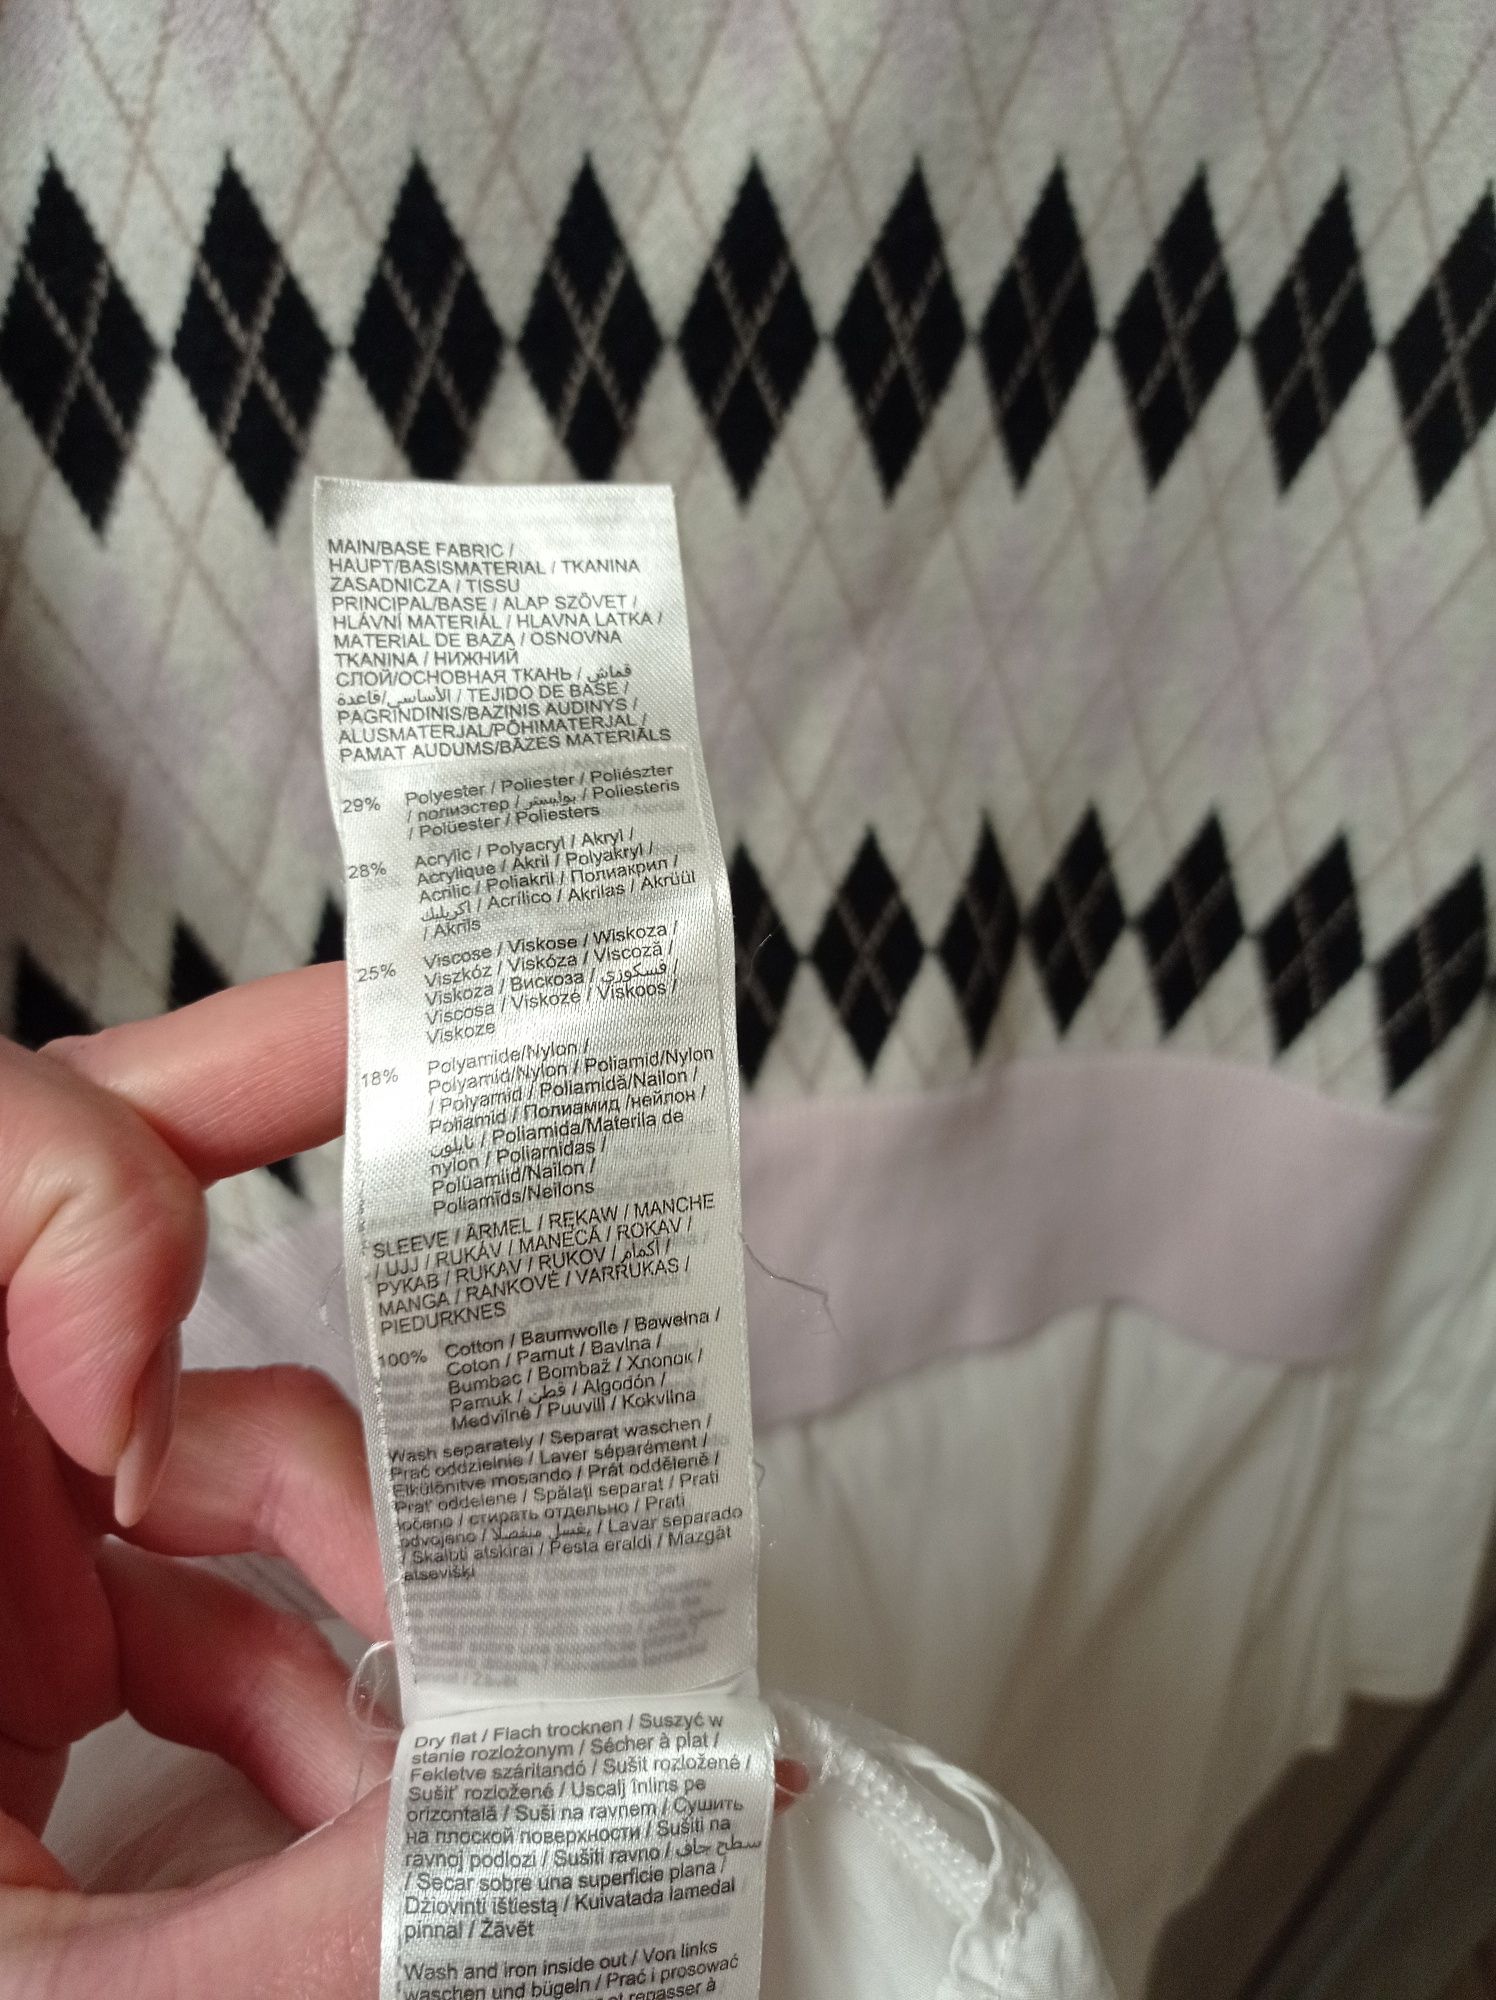 MAIN/BASE FABRIC /
HAUPT/BASISMATERIAL / TKANINA
ZASADNICZA / TISSU
PRINCIPAL/BASE / ALAP SZÖVET /
HLÁVNÍ MATERIÁL / HLAVNA LATKA /
MATERIAL DE BAZA / OSNOVNA
TKANINA / НИЖНИЙ
СЛОЙ/ОСНОВНАЯ ТКАНЬ / قماش
الأساسي/قاعدة / TEJIDO DE BASE /
PAGRINDINIS/BAZINIS AUDINYS /
ALUSMATERJAL/PÕHIMATERJAL /
PAMAT AUDUMS/BĀZES MATERIĀLS
29% Polyester / Poliester / Poliészter
/ полиэстер / بوليستر / Poliesteris
/ Polüester / Poliesters
28% Acrylic / Polyacryl / Akryl /
Acrylique / Akril / Polyakryl /
Acrilic / Poliakril / Полиакрил /
اكريليك / Acrílico / Akrilas / Akrüül
/ Akrils
25% Viscose / Viskose / Wiskoza /
Viszkóz / Viskóza / Viscoză /
Viskoza / Вискоза / فسكوزي /
Viscosa / Viskozė / Viskoos /
Viskoze
18% Polyamide/Nylon /
Polyamid/Nylon / Poliamid/Nylon
/ Polyamid / Poliamidă/Nailon /
Poliamid / Полиамид /нейлон /
نايلون / Poliamida/Materila de
nylon / Poliamidas /
Polüamiid/Nailon /
Poliamīds/Neilons
SLEEVE / ÄRMEL / RĘKAW / MANCHE
/ UJJ / RUKÁV / MANECĂ / ROKAV /
РУКАВ / RUKAV / RUKOV / أكمام /
MANGA / RANKOVĖ / VARRUKAS /
PIEDURKNES
100% Cotton / Baumwolle / Bawełna /
Coton / Pamut / Bavlna /
Bumbac / Bombaž / Хлопок /
Pamuk / قطن / Algodón /
Medvilnė / Puuvill / Kokvilna
Wash separately / Separat waschen /
Prać oddzielnie / Laver séparément /
Elkülönítve mosandó / Prát odděleně /
Prať oddelene / Spălaţi separat / Prati
ločeno / стирать отдельно / Prati
odvojeno / يغسل منفصلا / Lavar separado
/ Skalbti atskirai / Pesta eraldi / Mazgāt
atsevišķi
Dry flat / Flach trocknen / Suszyć w
stanie rozłożonym / Sécher à plat /
Fektetve szárítandó / Sušit rozložené /
Sušiť rozložené / Uscaţi întins pe
orizontală / Suši na ravnem / Сушить
на плоской поверхности / Sušiti na
ravnoj podlozi / Sušiti ravno / سطح جاف
/ Secar sobre una superficie plana /
Džiovinti ištiestą / Kuivatada lamedal
pinnal / Žāvēt
Wash and iron inside out / Von links
waschen und bügeln / Prać i prosować
repasser à